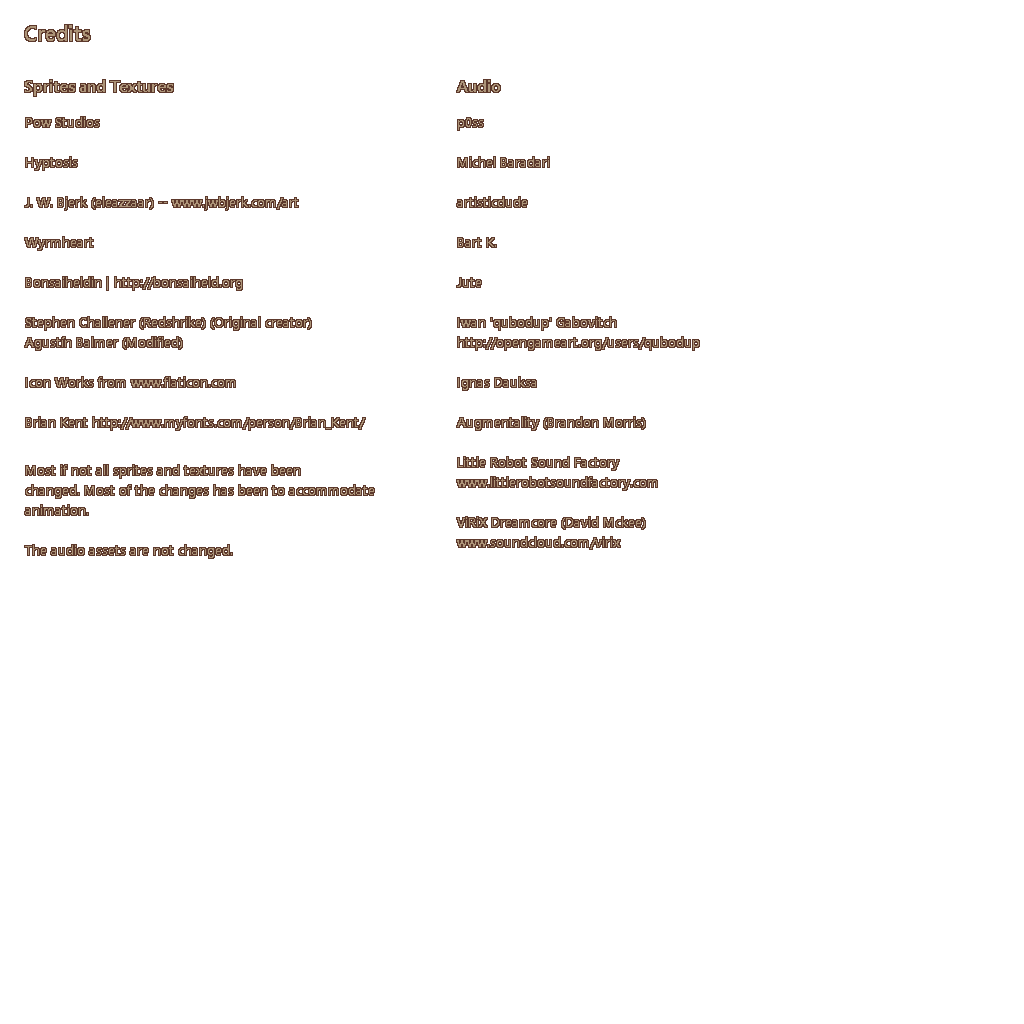 Credits
Sprites and Textures
Pow Studios
Hyptosis
J. W. Bjerk (eleazzaar) -- www.jwbjerk.com/art
Wyrmheart
Bonsaiheldin | http://bonsaiheld.org
Stephen Challener (Redshrike) (Original creator)
Agustín Balmer (Modified)
Icon Works from www.flaticon.com
Brian Kent http://www.myfonts.com/person/Brian_Kent/
Most if not all sprites and textures have been
changed. Most of the changes has been to accommodate
animation.
The audio assets are not changed.
Audio
p0ss
Michel Baradari
artisticdude
Bart K.
Jute
Iwan 'qubodup' Gabovitch
http://opengameart.org/users/qubodup
Ignas Dauksa
Augmentality (Brandon Morris)
Little Robot Sound Factory
www.littlerobotsoundfactory.com
ViRiX Dreamcore (David Mckee)
www.soundcloud.com/virix